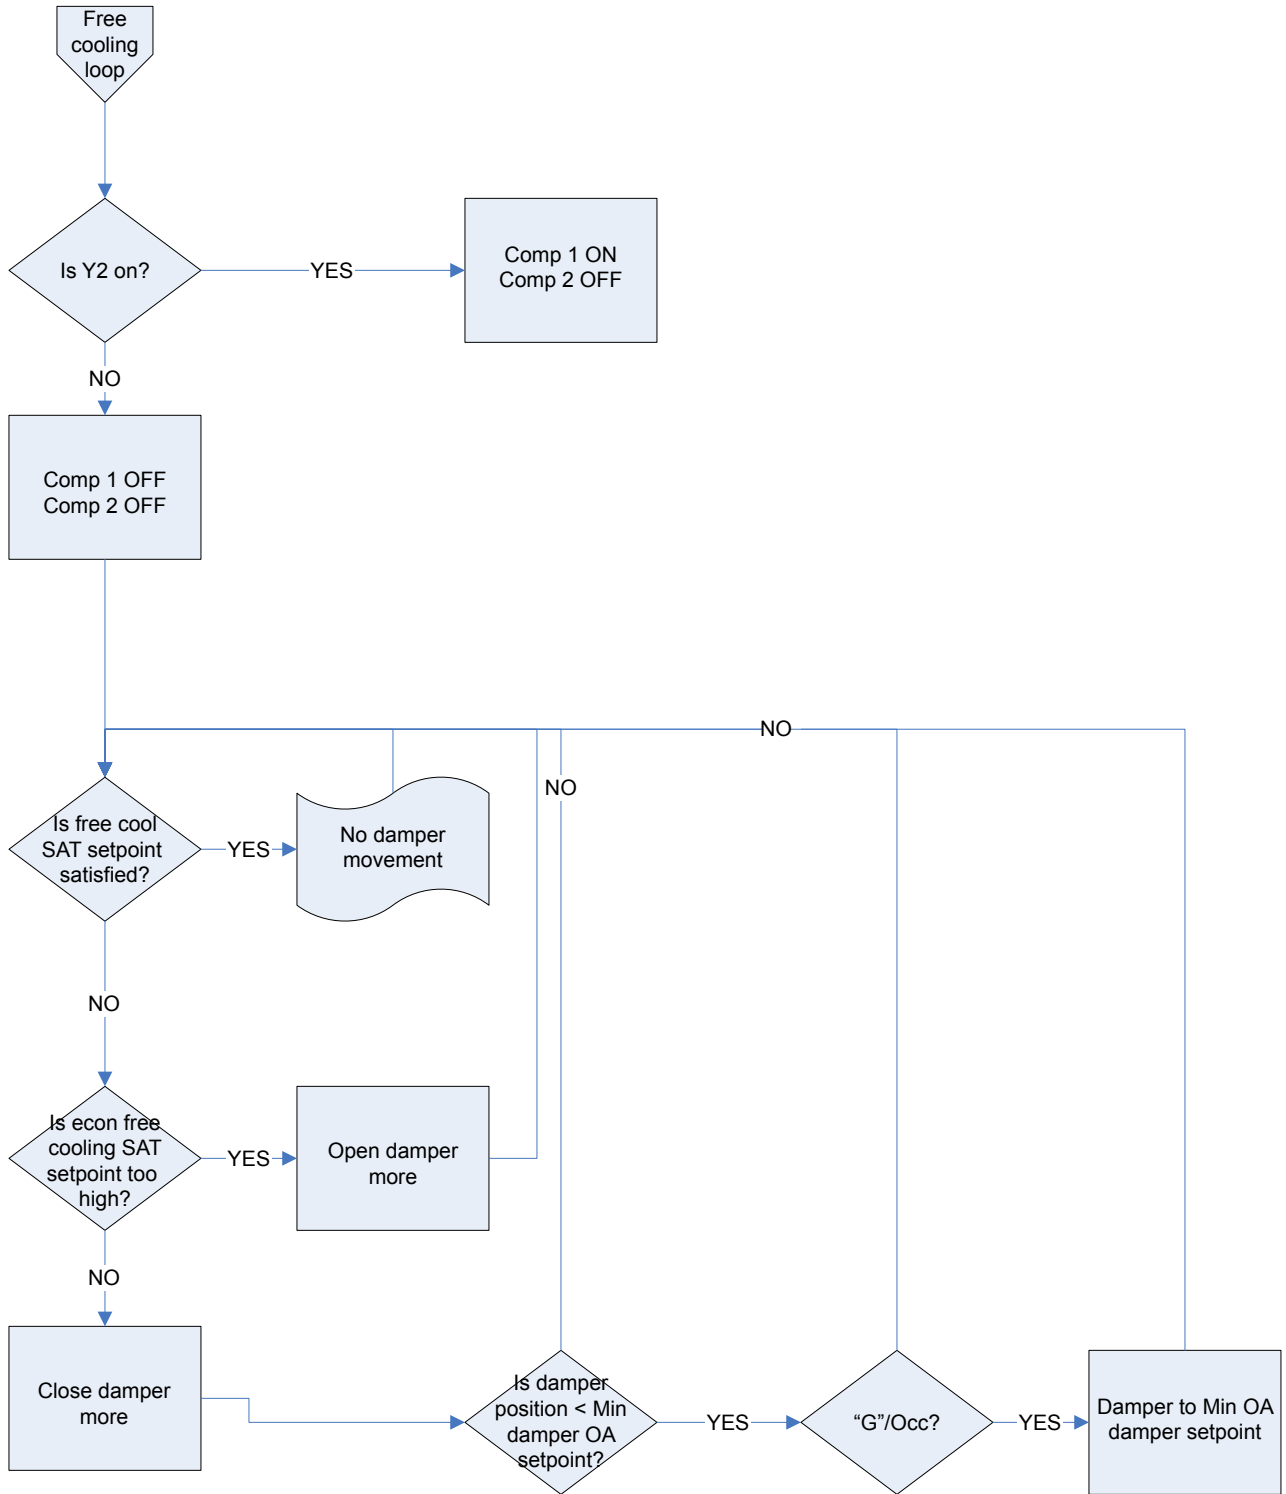 Free
cooling
loop
Is Y2 on?
YES
Comp 1 ON
Comp 2 OFF
NO
Comp 1 OFF
Comp 2 OFF
NO
NO
Is free cool
SAT setpoint
satisfied?
YES
No damper
movement
NO
Is econ free
cooling SAT
setpoint too
high?
YES
Open damper
more
NO
Close damper
more
Is damper
position < Min
damper OA
setpoint?
YES
“G”/Occ?
YES
Damper to Min OA
damper setpoint